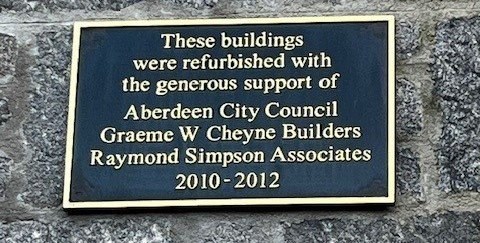 These buildings
were refurbished with
the generous support of
Aberdeen City Council
Graeme W Cheyne Builders
Raymond Simpson Associates
2010-2012